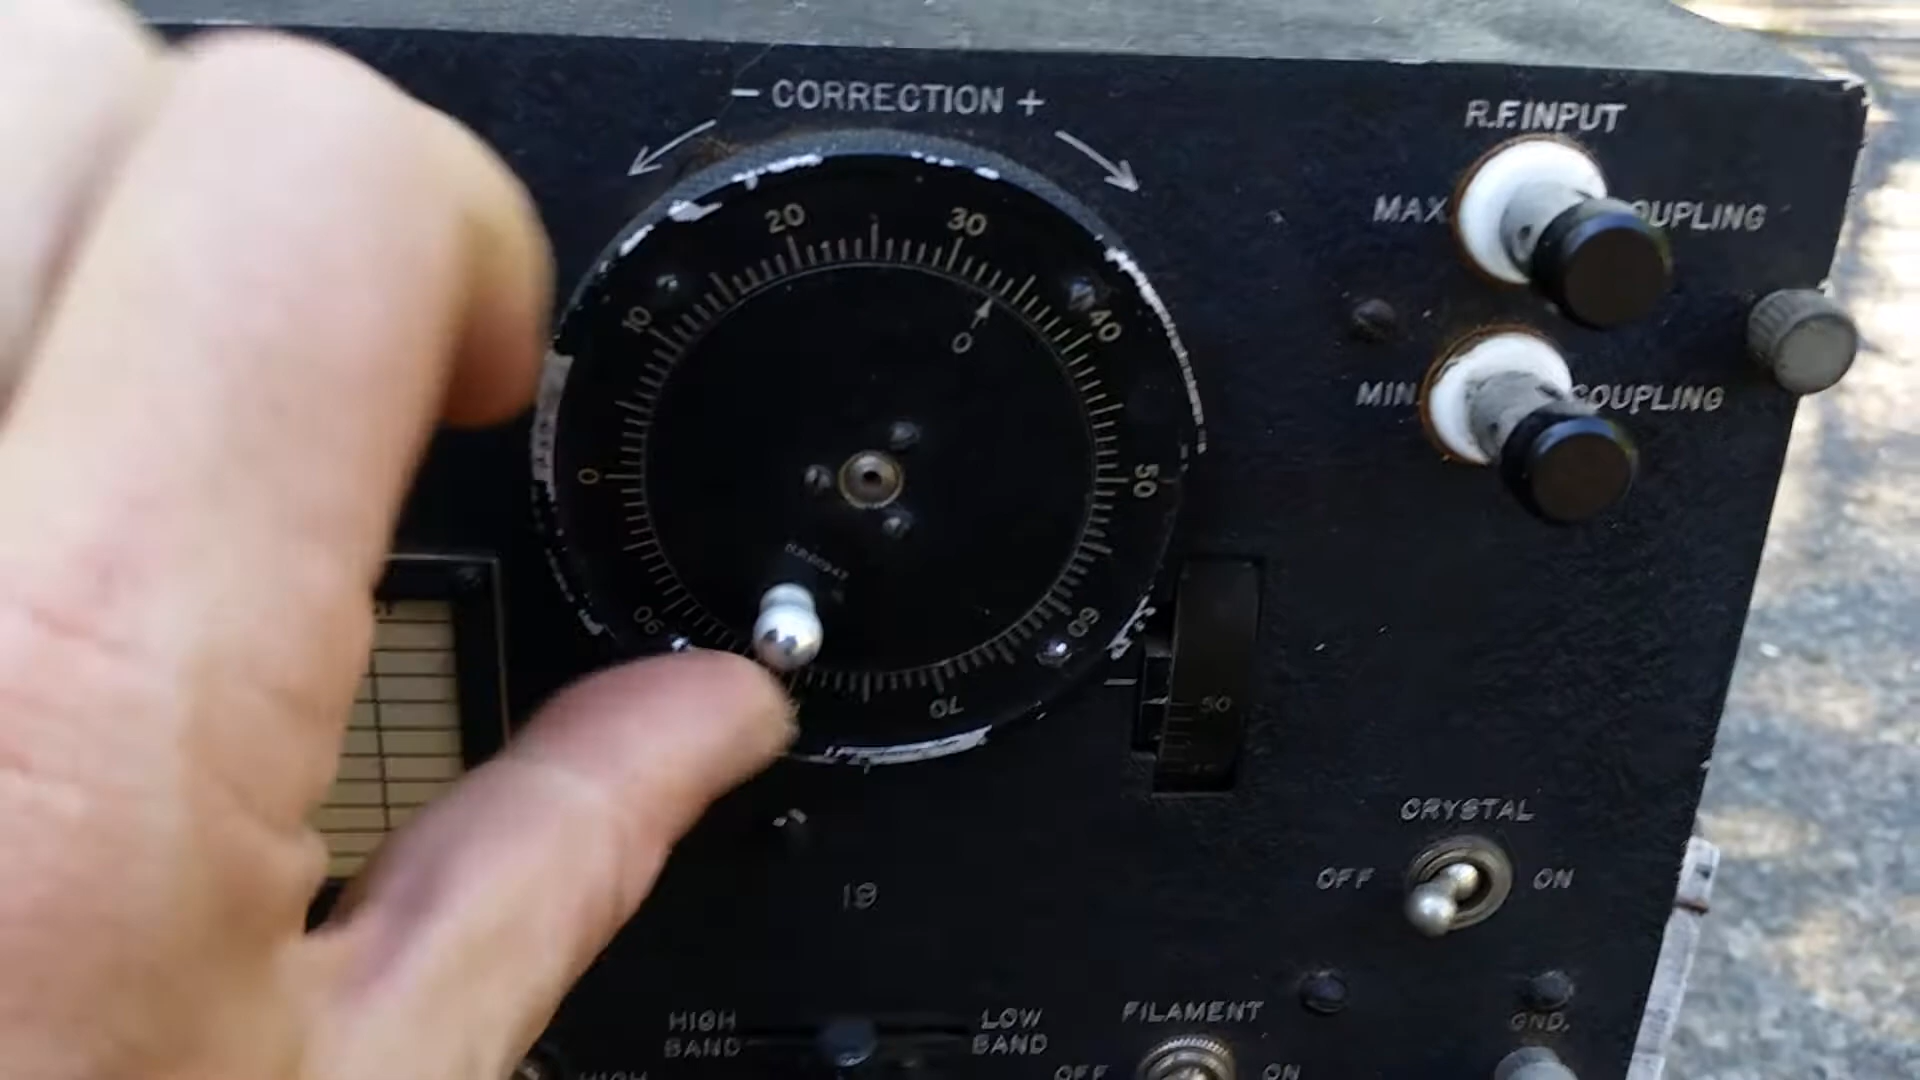 — CORRECTION +
R.F. INPUT
MAX. COUPLING
20
30
10
40
0
MIN. COUPLING
0
50
90
60
70
50
CRYSTAL
OFF
ON
19
FILAMENT
HIGH
BAND
LOW
BAND
GND.
OFF
ON
HIGH